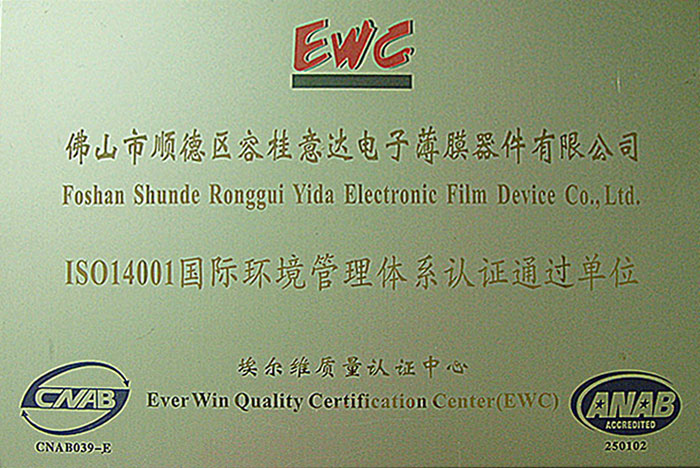 EWC
佛山市顺德区容桂意达电子薄膜器件有限公司
Foshan Shunde Ronggui Yida Electronic Film Device Co.,Ltd.
ISO14001国际环境管理体系认证通过单位
埃尔维质量认证中心
Ever Win Quality Certification Center(EWC)
CNAB
CNAB039-E
ANAB
ACCREDITED
250102